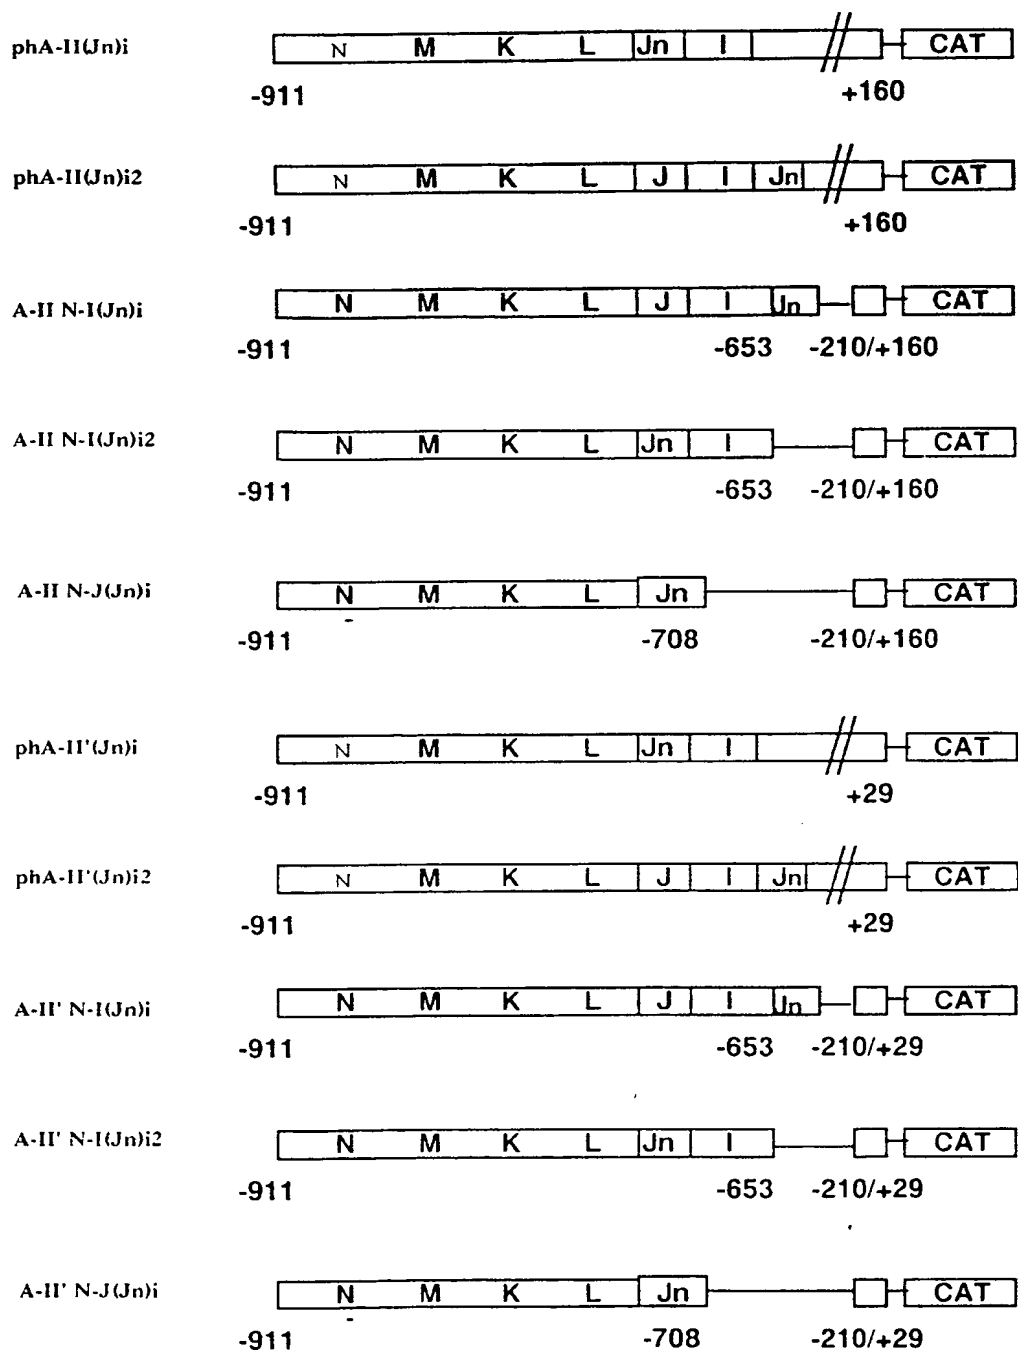 phA-II(Jn)i N M K L Jn I CAT
-911 +160
phA-II(Jn)i2 N M K L J I Jn CAT
-911 +160
A-II N-I(Jn)i N M K L J I Jn CAT
-911 -653 -210/+160
A-II N-I(Jn)i2 N M K L Jn I CAT
-911 -653 -210/+160
A-II N-J(Jn)i N M K L Jn CAT
-911 -708 -210/+160
phA-II'(Jn)i N M K L Jn I CAT
-911 +29
phA-II'(Jn)i2 N M K L J I Jn CAT
-911 +29
A-II' N-I(Jn)i N M K L J I Jn CAT
-911 -653 -210/+29
A-II' N-I(Jn)i2 N M K L Jn I CAT
-911 -653 -210/+29
A-II' N-J(Jn)i N M K L Jn CAT
-911 -708 -210/+29